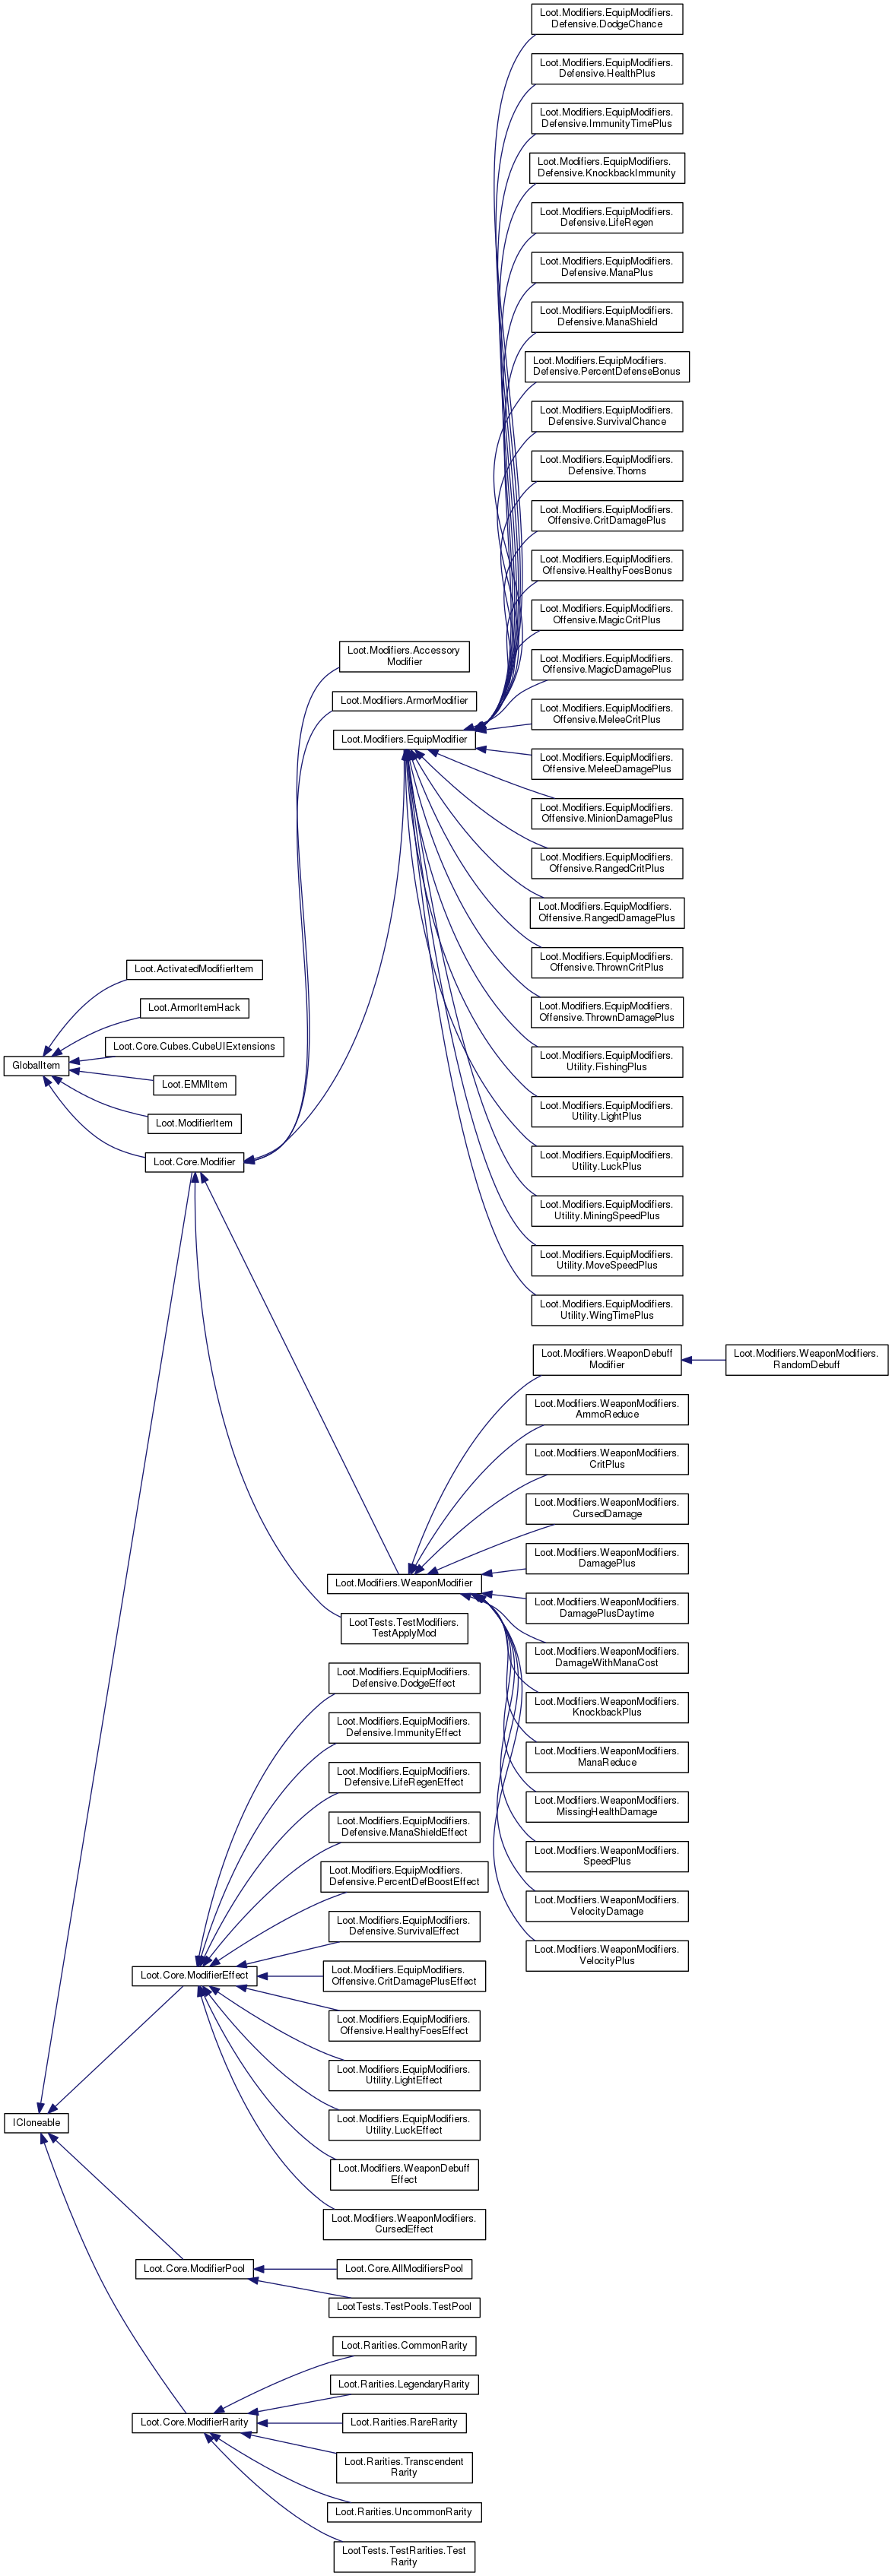 Loot.Modifiers.EquipModifiers.
Defensive.DodgeChance
Loot.Modifiers.EquipModifiers.
Defensive.HealthPlus
Loot.Modifiers.EquipModifiers.
Defensive.ImmunityTimePlus
Loot.Modifiers.EquipModifiers.
Defensive.KnockbackImmunity
Loot.Modifiers.EquipModifiers.
Defensive.LifeRegen
Loot.Modifiers.EquipModifiers.
Defensive.ManaPlus
Loot.Modifiers.EquipModifiers.
Defensive.ManaShield
Loot.Modifiers.EquipModifiers.
Defensive.PercentDefenseBonus
Loot.Modifiers.EquipModifiers.
Defensive.SurvivalChance
Loot.Modifiers.EquipModifiers.
Defensive.Thorns
Loot.Modifiers.EquipModifiers.
Offensive.CritDamagePlus
Loot.Modifiers.EquipModifiers.
Offensive.HealthyFoesBonus
Loot.Modifiers.EquipModifiers.
Offensive.MagicCritPlus
Loot.Modifiers.Accessory
Modifier
Loot.Modifiers.EquipModifiers.
Offensive.MagicDamagePlus
Loot.Modifiers.ArmorModifier
Loot.Modifiers.EquipModifiers.
Offensive.MeleeCritPlus
Loot.Modifiers.EquipModifier
Loot.Modifiers.EquipModifiers.
Offensive.MeleeDamagePlus
Loot.Modifiers.EquipModifiers.
Offensive.MinionDamagePlus
Loot.Modifiers.EquipModifiers.
Offensive.RangedCritPlus
Loot.Modifiers.EquipModifiers.
Offensive.RangedDamagePlus
Loot.Modifiers.EquipModifiers.
Offensive.ThrownCritPlus
Loot.ActivatedModifierItem
Loot.ArmorItemHack
Loot.Modifiers.EquipModifiers.
Offensive.ThrownDamagePlus
Loot.Core.Cubes.CubeUIExtensions
GlobalItem
Loot.Modifiers.EquipModifiers.
Utility.FishingPlus
Loot.EMMItem
Loot.Modifiers.EquipModifiers.
Utility.LightPlus
Loot.ModifierItem
Loot.Core.Modifier
Loot.Modifiers.EquipModifiers.
Utility.LuckPlus
Loot.Modifiers.EquipModifiers.
Utility.MiningSpeedPlus
Loot.Modifiers.EquipModifiers.
Utility.MoveSpeedPlus
Loot.Modifiers.EquipModifiers.
Utility.WingTimePlus
Loot.Modifiers.WeaponDebuff
Modifier
Loot.Modifiers.WeaponModifiers.
RandomDebuff
Loot.Modifiers.WeaponModifiers.
AmmoReduce
Loot.Modifiers.WeaponModifiers.
CritPlus
Loot.Modifiers.WeaponModifiers.
CursedDamage
Loot.Modifiers.WeaponModifiers.
DamagePlus
Loot.Modifiers.WeaponModifier
Loot.Modifiers.WeaponModifiers.
DamagePlusDaytime
LootTests.TestModifiers.
TestApplyMod
Loot.Modifiers.WeaponModifiers.
DamageWithManaCost
Loot.Modifiers.EquipModifiers.
Defensive.DodgeEffect
Loot.Modifiers.WeaponModifiers.
KnockbackPlus
Loot.Modifiers.EquipModifiers.
Defensive.ImmunityEffect
Loot.Modifiers.WeaponModifiers.
ManaReduce
Loot.Modifiers.EquipModifiers.
Defensive.LifeRegenEffect
Loot.Modifiers.WeaponModifiers.
MissingHealthDamage
Loot.Modifiers.EquipModifiers.
Defensive.ManaShieldEffect
Loot.Modifiers.WeaponModifiers.
SpeedPlus
Loot.Modifiers.EquipModifiers.
Defensive.PercentDefBoostEffect
Loot.Modifiers.WeaponModifiers.
VelocityDamage
Loot.Modifiers.EquipModifiers.
Defensive.SurvivalEffect
Loot.Modifiers.WeaponModifiers.
VelocityPlus
Loot.Core.ModifierEffect
Loot.Modifiers.EquipModifiers.
Offensive.CritDamagePlusEffect
Loot.Modifiers.EquipModifiers.
Offensive.HealthyFoesEffect
Loot.Modifiers.EquipModifiers.
Utility.LightEffect
Loot.Modifiers.EquipModifiers.
Utility.LuckEffect
ICloneable
Loot.Modifiers.WeaponDebuff
Effect
Loot.Modifiers.WeaponModifiers.
CursedEffect
Loot.Core.ModifierPool
Loot.Core.AllModifiersPool
LootTests.TestPools.TestPool
Loot.Rarities.CommonRarity
Loot.Rarities.LegendaryRarity
Loot.Core.ModifierRarity
Loot.Rarities.RareRarity
Loot.Rarities.Transcendent
Rarity
Loot.Rarities.UncommonRarity
LootTests.TestRarities.Test
Rarity